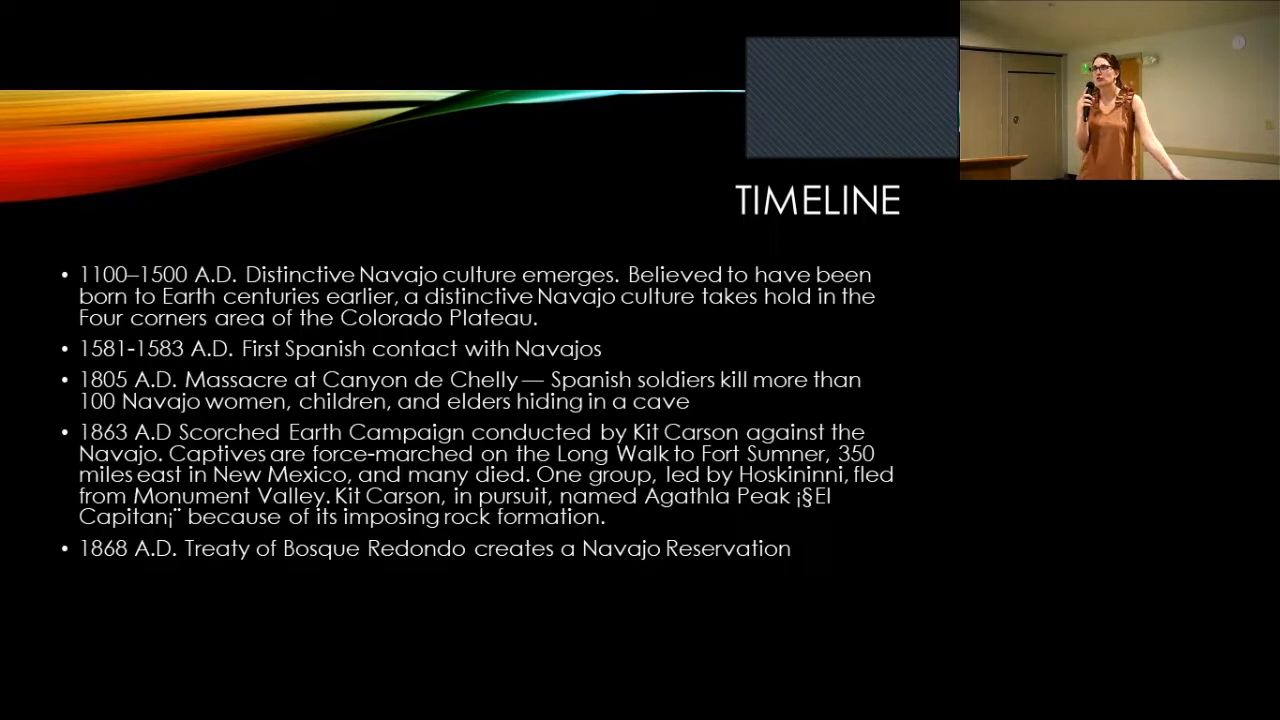 TIMELINE
• 1100–1500 A.D. Distinctive Navajo culture emerges. Believed to have been
born to Earth centuries earlier, a distinctive Navajo culture takes hold in the
Four corners area of the Colorado Plateau.
• 1581-1583 A.D. First Spanish contact with Navajos
• 1805 A.D. Massacre at Canyon de Chelly— Spanish soldiers kill more than
100 Navajo women, children, and elders hiding in a cave
• 1863 A.D Scorched Earth Campaign conducted by Kit Carson against the
Navajo. Captives are force-marched on the Long Walk to Fort Sumner, 350
miles east in New Mexico, and many died. One group, led by Hoskininni, fled
from Monument Valley. Kit Carson, in pursuit, named Agathla Peak ¡§El
Capitan¡¨ because of its imposing rock formation.
• 1868 A.D. Treaty of Bosque Redondo creates a Navajo Reservation